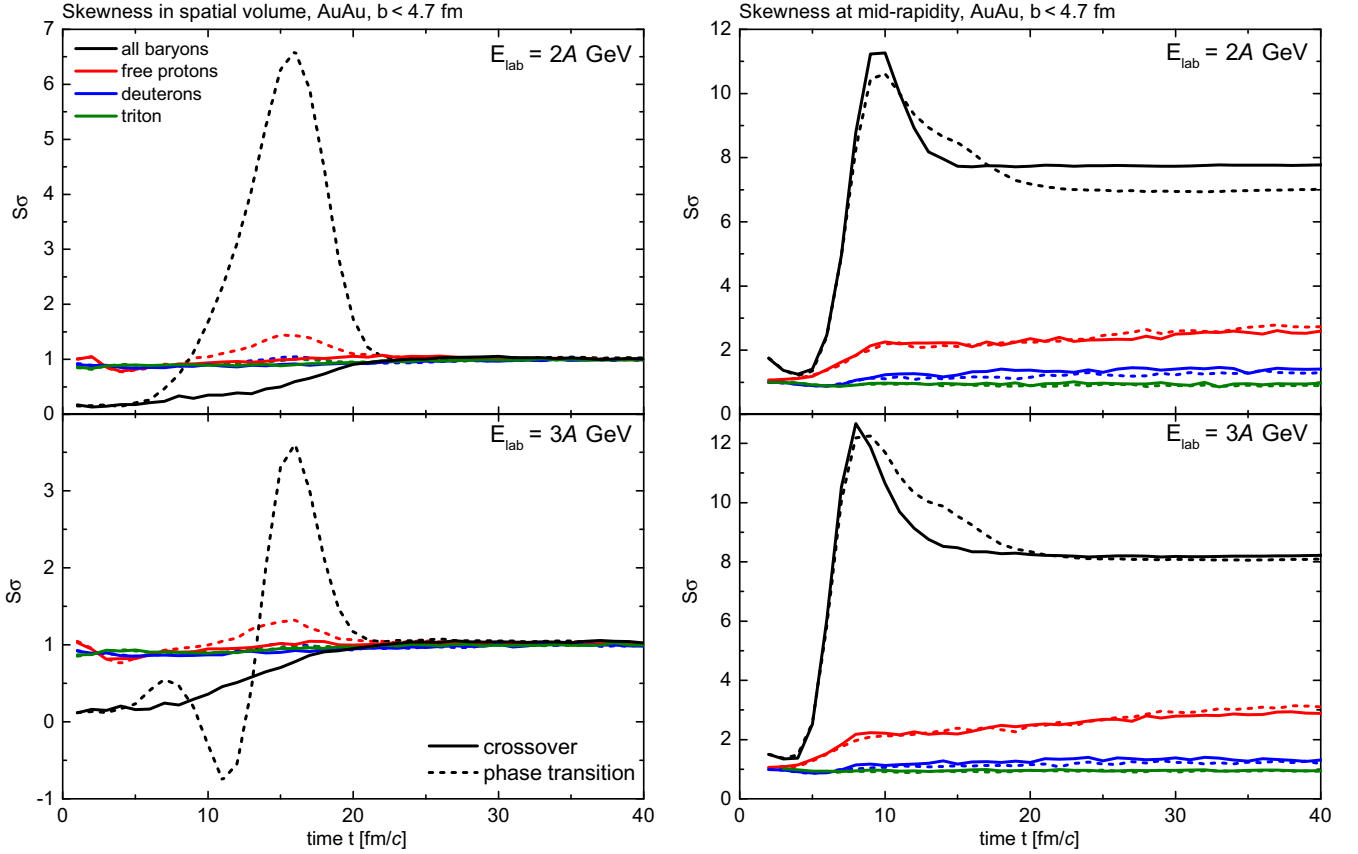 Skewness in spatial volume, AuAu, b < 4.7 fm
7
6
5
4
3
2
1
0
Sσ
all baryons
free protons
deuterons
triton
E_lab = 2A GeV
3
2
1
0
-1
Sσ
E_lab = 3A GeV
crossover
phase transition
0
10
20
30
40
time t [fm/c]
Skewness at mid-rapidity, AuAu, b < 4.7 fm
12
10
8
6
4
2
0
Sσ
E_lab = 2A GeV
12
10
8
6
4
2
0
Sσ
E_lab = 3A GeV
0
10
20
30
40
time t [fm/c]